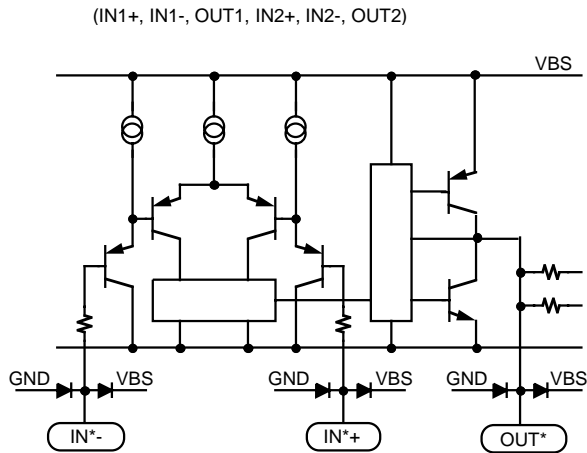 (IN1+, IN1-, OUT1, IN2+, IN2-, OUT2)
VBS
GND VBS GND VBS GND VBS
IN*- IN*+ OUT*